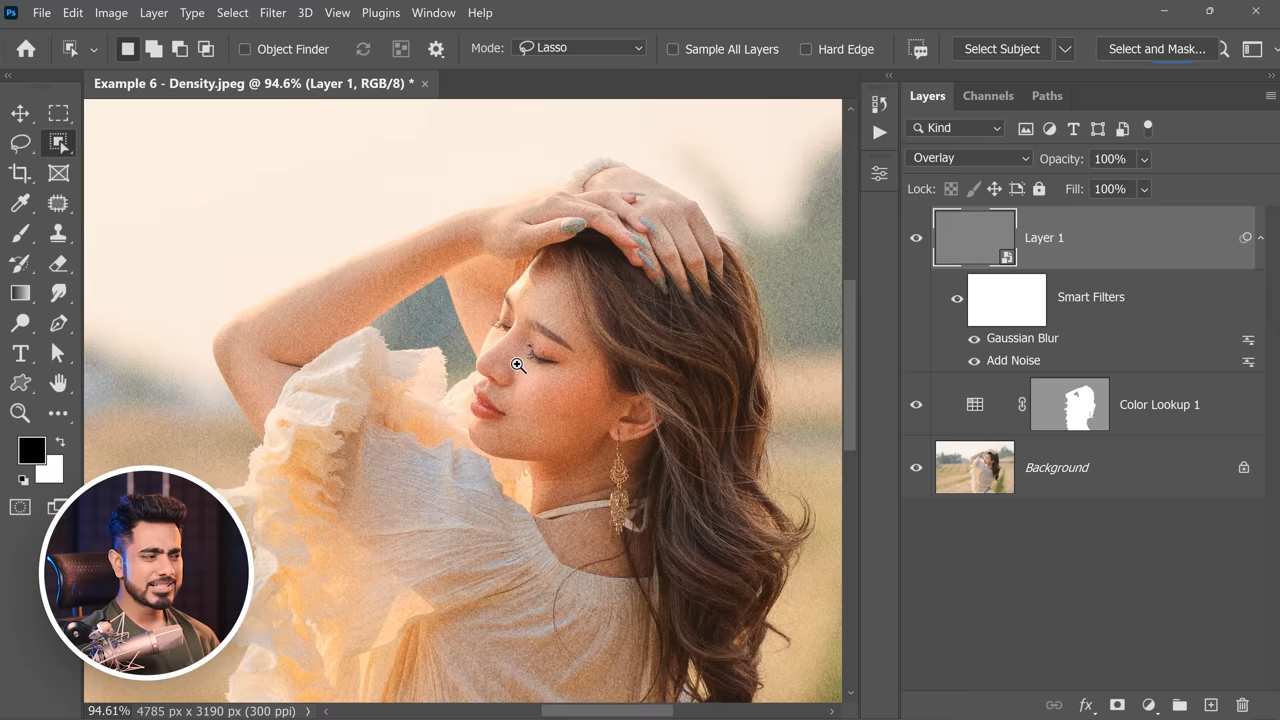 Ps File Edit Image Layer Type Select Filter 3D View Plugins Window Help
Object Finder Mode: Lasso Sample All Layers Hard Edge Select Subject Select and Mask...
Example 6 - Density.jpeg @ 94.6% (Layer 1, RGB/8) *
Layers Channels Paths
Kind
Overlay Opacity: 100%
Lock: Fill: 100%
Layer 1
Smart Filters
Gaussian Blur
Add Noise
Color Lookup 1
Background
94.61% 4785 px x 3190 px (300 ppi)
fx